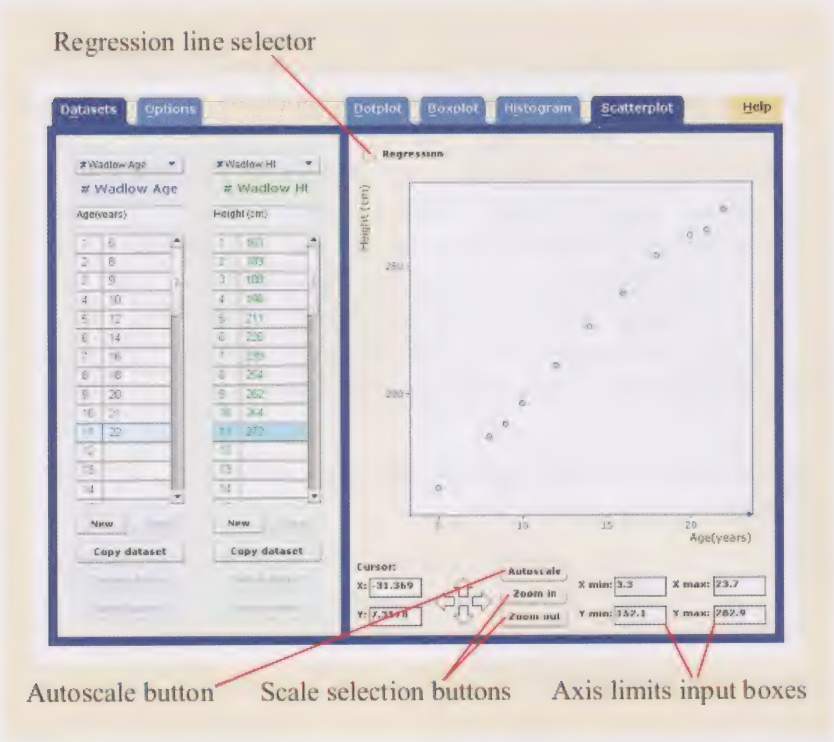 Regression line selector
Datasets Options Dotplot Boxplot Histogram Scatterplot Help
Regression
# Wadlow Age
# Wadlow Ht
# Wadlow Age
# Wadlow Ht
Age(years)
Height (cm)
1
2 8
3 9
4 10
5 12
6 14
7 16
8 18
9 20
10 21
11 22
12
13
14
1 163
2
3
4
5 211
6
7
8 254
9 262
10 264
11 272
12
13
14
New
New
Copy dataset
Copy dataset
Height (cm)
250
200
5 10 15 20
Age(years)
Cursor:
X: -31.369
Y:
Autoscale
Zoom in
Zoom out
X min: 3.3 X max: 23.7
Y min: 152.1 Y max: 282.9
Autoscale button Scale selection buttons Axis limits input boxes